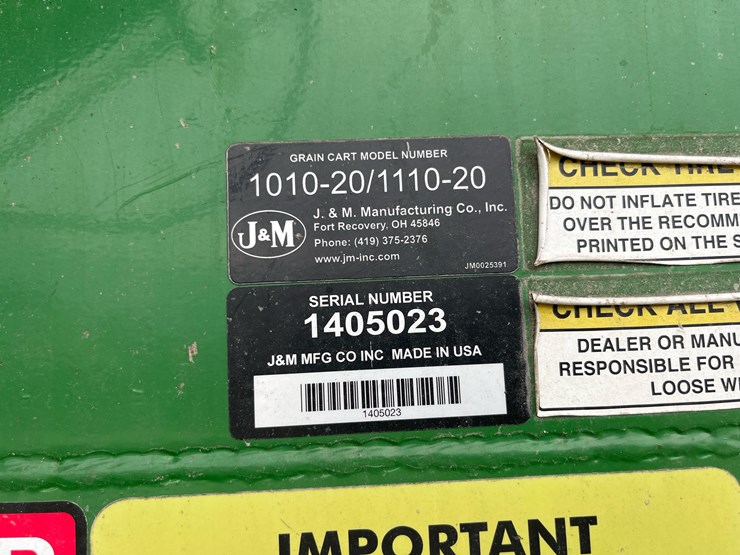 GRAIN CART MODEL NUMBER
1010-20/1110-20
J&M
J. & M. Manufacturing Co., Inc.
Fort Recovery, OH 45846
Phone: (419) 375-2376
www.jm-inc.com
JM0025391
SERIAL NUMBER
1405023
J&M MFG CO INC MADE IN USA
1405023
CHECK TIRE
DO NOT INFLATE TIRE
OVER THE RECOMM
PRINTED ON THE S
CHECK ALL
DEALER OR MANU
RESPONSIBLE FOR
LOOSE W
IMPORTANT